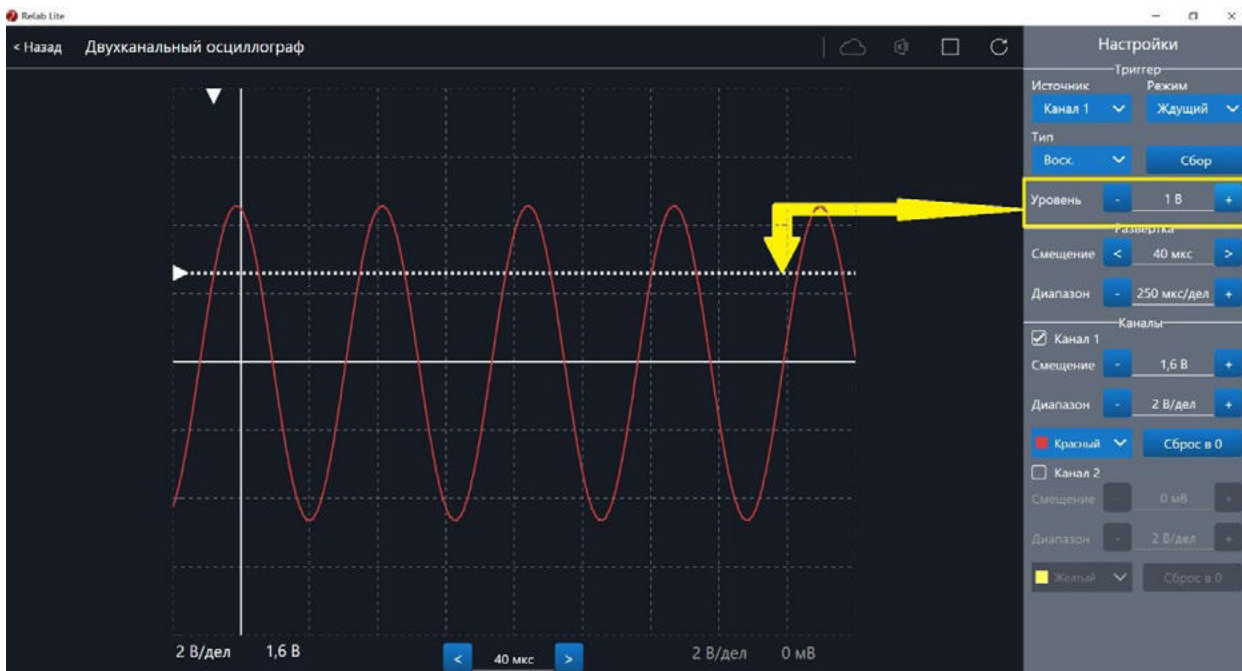 Relab Lite
< Назад Двухканальный осциллограф
Настройки
Триггер
Источник Режим
Канал 1 Ждущий
Тип
Восх. Сбор
Уровень - 1 В +
Развертка
Смещение < 40 мкс >
Диапазон - 250 мкс/дел +
Каналы
Канал 1
Смещение - 1,6 В +
Диапазон - 2 В/дел +
Красный Сброс в 0
Канал 2
Смещение - 0 мВ +
Диапазон - 2 В/дел +
Желтый Сброс в 0
2 В/дел 1,6 В < 40 мкс > 2 В/дел 0 мВ